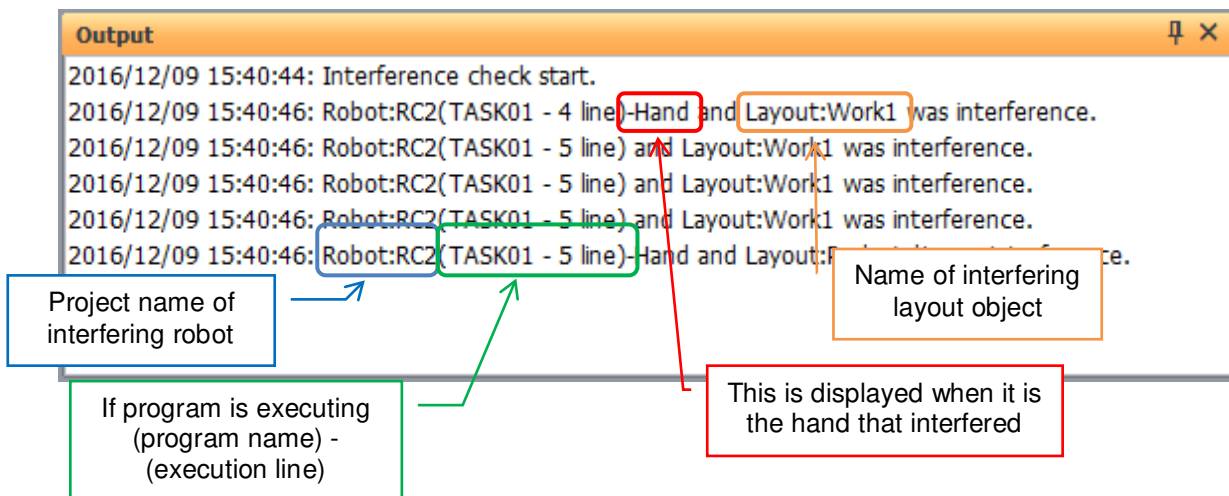 Output
2016/12/09 15:40:44: Interference check start.
2016/12/09 15:40:46: Robot:RC2(TASK01 - 4 line)-Hand and Layout:Work1 was interference.
2016/12/09 15:40:46: Robot:RC2(TASK01 - 5 line) and Layout:Work1 was interference.
2016/12/09 15:40:46: Robot:RC2(TASK01 - 5 line) and Layout:Work1 was interference.
2016/12/09 15:40:46: Robot:RC2(TASK01 - 5 line) and Layout:Work1 was interference.
2016/12/09 15:40:46: Robot:RC2(TASK01 - 5 line)-Hand and
Project name of
interfering robot
Name of interfering
layout object
If program is executing
(program name) -
(execution line)
This is displayed when it is
the hand that interfered